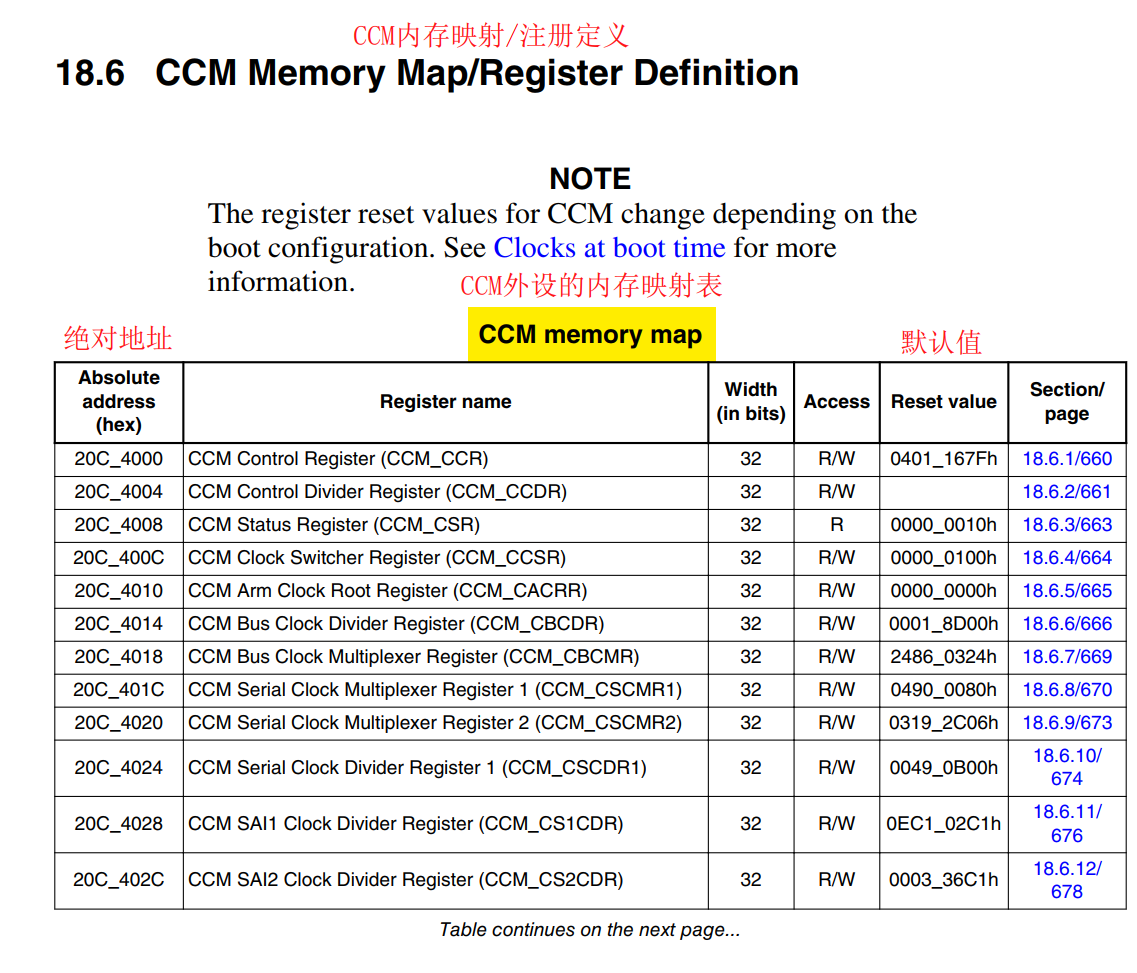 CCM内存映射/注册定义
18.6 CCM Memory Map/Register Definition
NOTE
The register reset values for CCM change depending on the
boot configuration. See Clocks at boot time for more
information.
CCM外设的内存映射表
绝对地址
CCM memory map
默认值
Absolute address (hex) Register name Width (in bits) Access Reset value Section/ page
20C_4000 CCM Control Register (CCM_CCR) 32 R/W 0401_167Fh 18.6.1/660
20C_4004 CCM Control Divider Register (CCM_CCDR) 32 R/W 18.6.2/661
20C_4008 CCM Status Register (CCM_CSR) 32 R 0000_0010h 18.6.3/663
20C_400C CCM Clock Switcher Register (CCM_CCSR) 32 R/W 0000_0100h 18.6.4/664
20C_4010 CCM Arm Clock Root Register (CCM_CACRR) 32 R/W 0000_0000h 18.6.5/665
20C_4014 CCM Bus Clock Divider Register (CCM_CBCDR) 32 R/W 0001_8D00h 18.6.6/666
20C_4018 CCM Bus Clock Multiplexer Register (CCM_CBCMR) 32 R/W 2486_0324h 18.6.7/669
20C_401C CCM Serial Clock Multiplexer Register 1 (CCM_CSCMR1) 32 R/W 0490_0080h 18.6.8/670
20C_4020 CCM Serial Clock Multiplexer Register 2 (CCM_CSCMR2) 32 R/W 0319_2C06h 18.6.9/673
20C_4024 CCM Serial Clock Divider Register 1 (CCM_CSCDR1) 32 R/W 0049_0B00h 18.6.10/ 674
20C_4028 CCM SAI1 Clock Divider Register (CCM_CS1CDR) 32 R/W 0EC1_02C1h 18.6.11/ 676
20C_402C CCM SAI2 Clock Divider Register (CCM_CS2CDR) 32 R/W 0003_36C1h 18.6.12/ 678
Table continues on the next page...